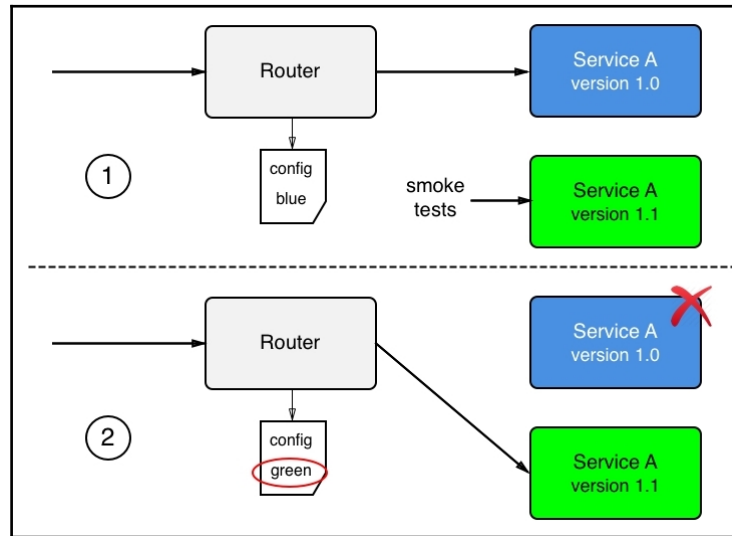 Router
Service A
version 1.0
1
config
blue
smoke
tests
Service A
version 1.1
Router
Service A
version 1.0
2
config
green
Service A
version 1.1